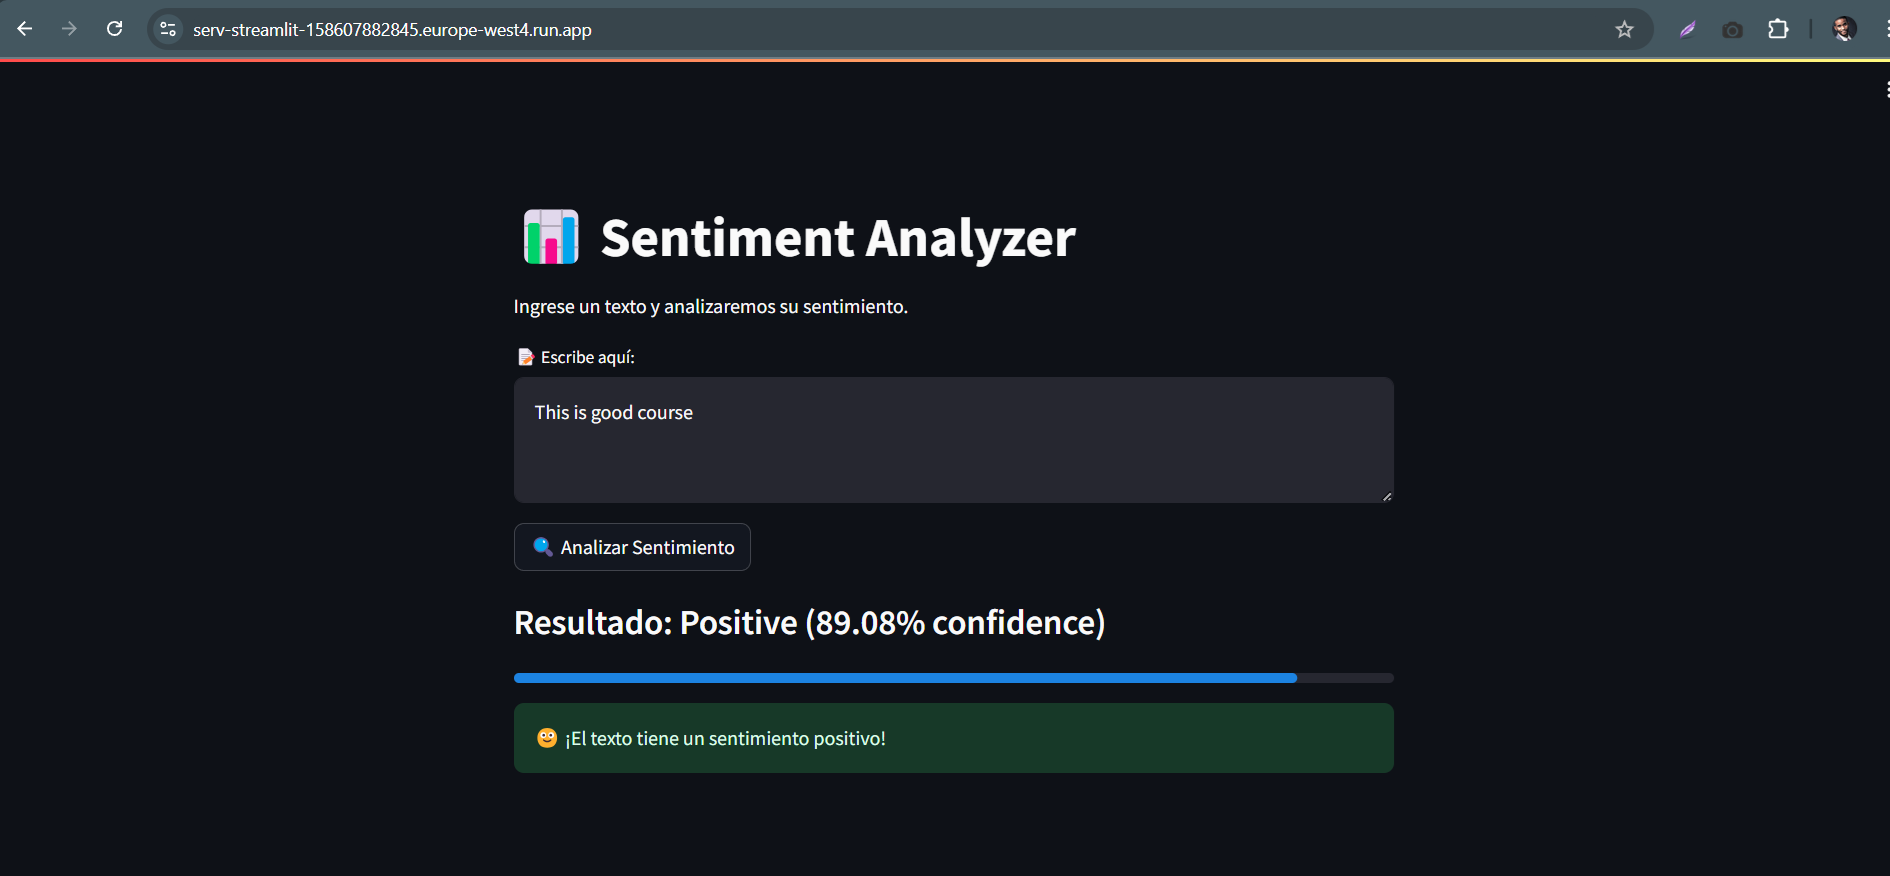 serv-streamlit-158607882845.europe-west4.run.app
Sentiment Analyzer
Ingrese un texto y analizaremos su sentimiento.
Escribe aquí:
This is good course
Analizar Sentimiento
Resultado: Positive (89.08% confidence)
¡El texto tiene un sentimiento positivo!